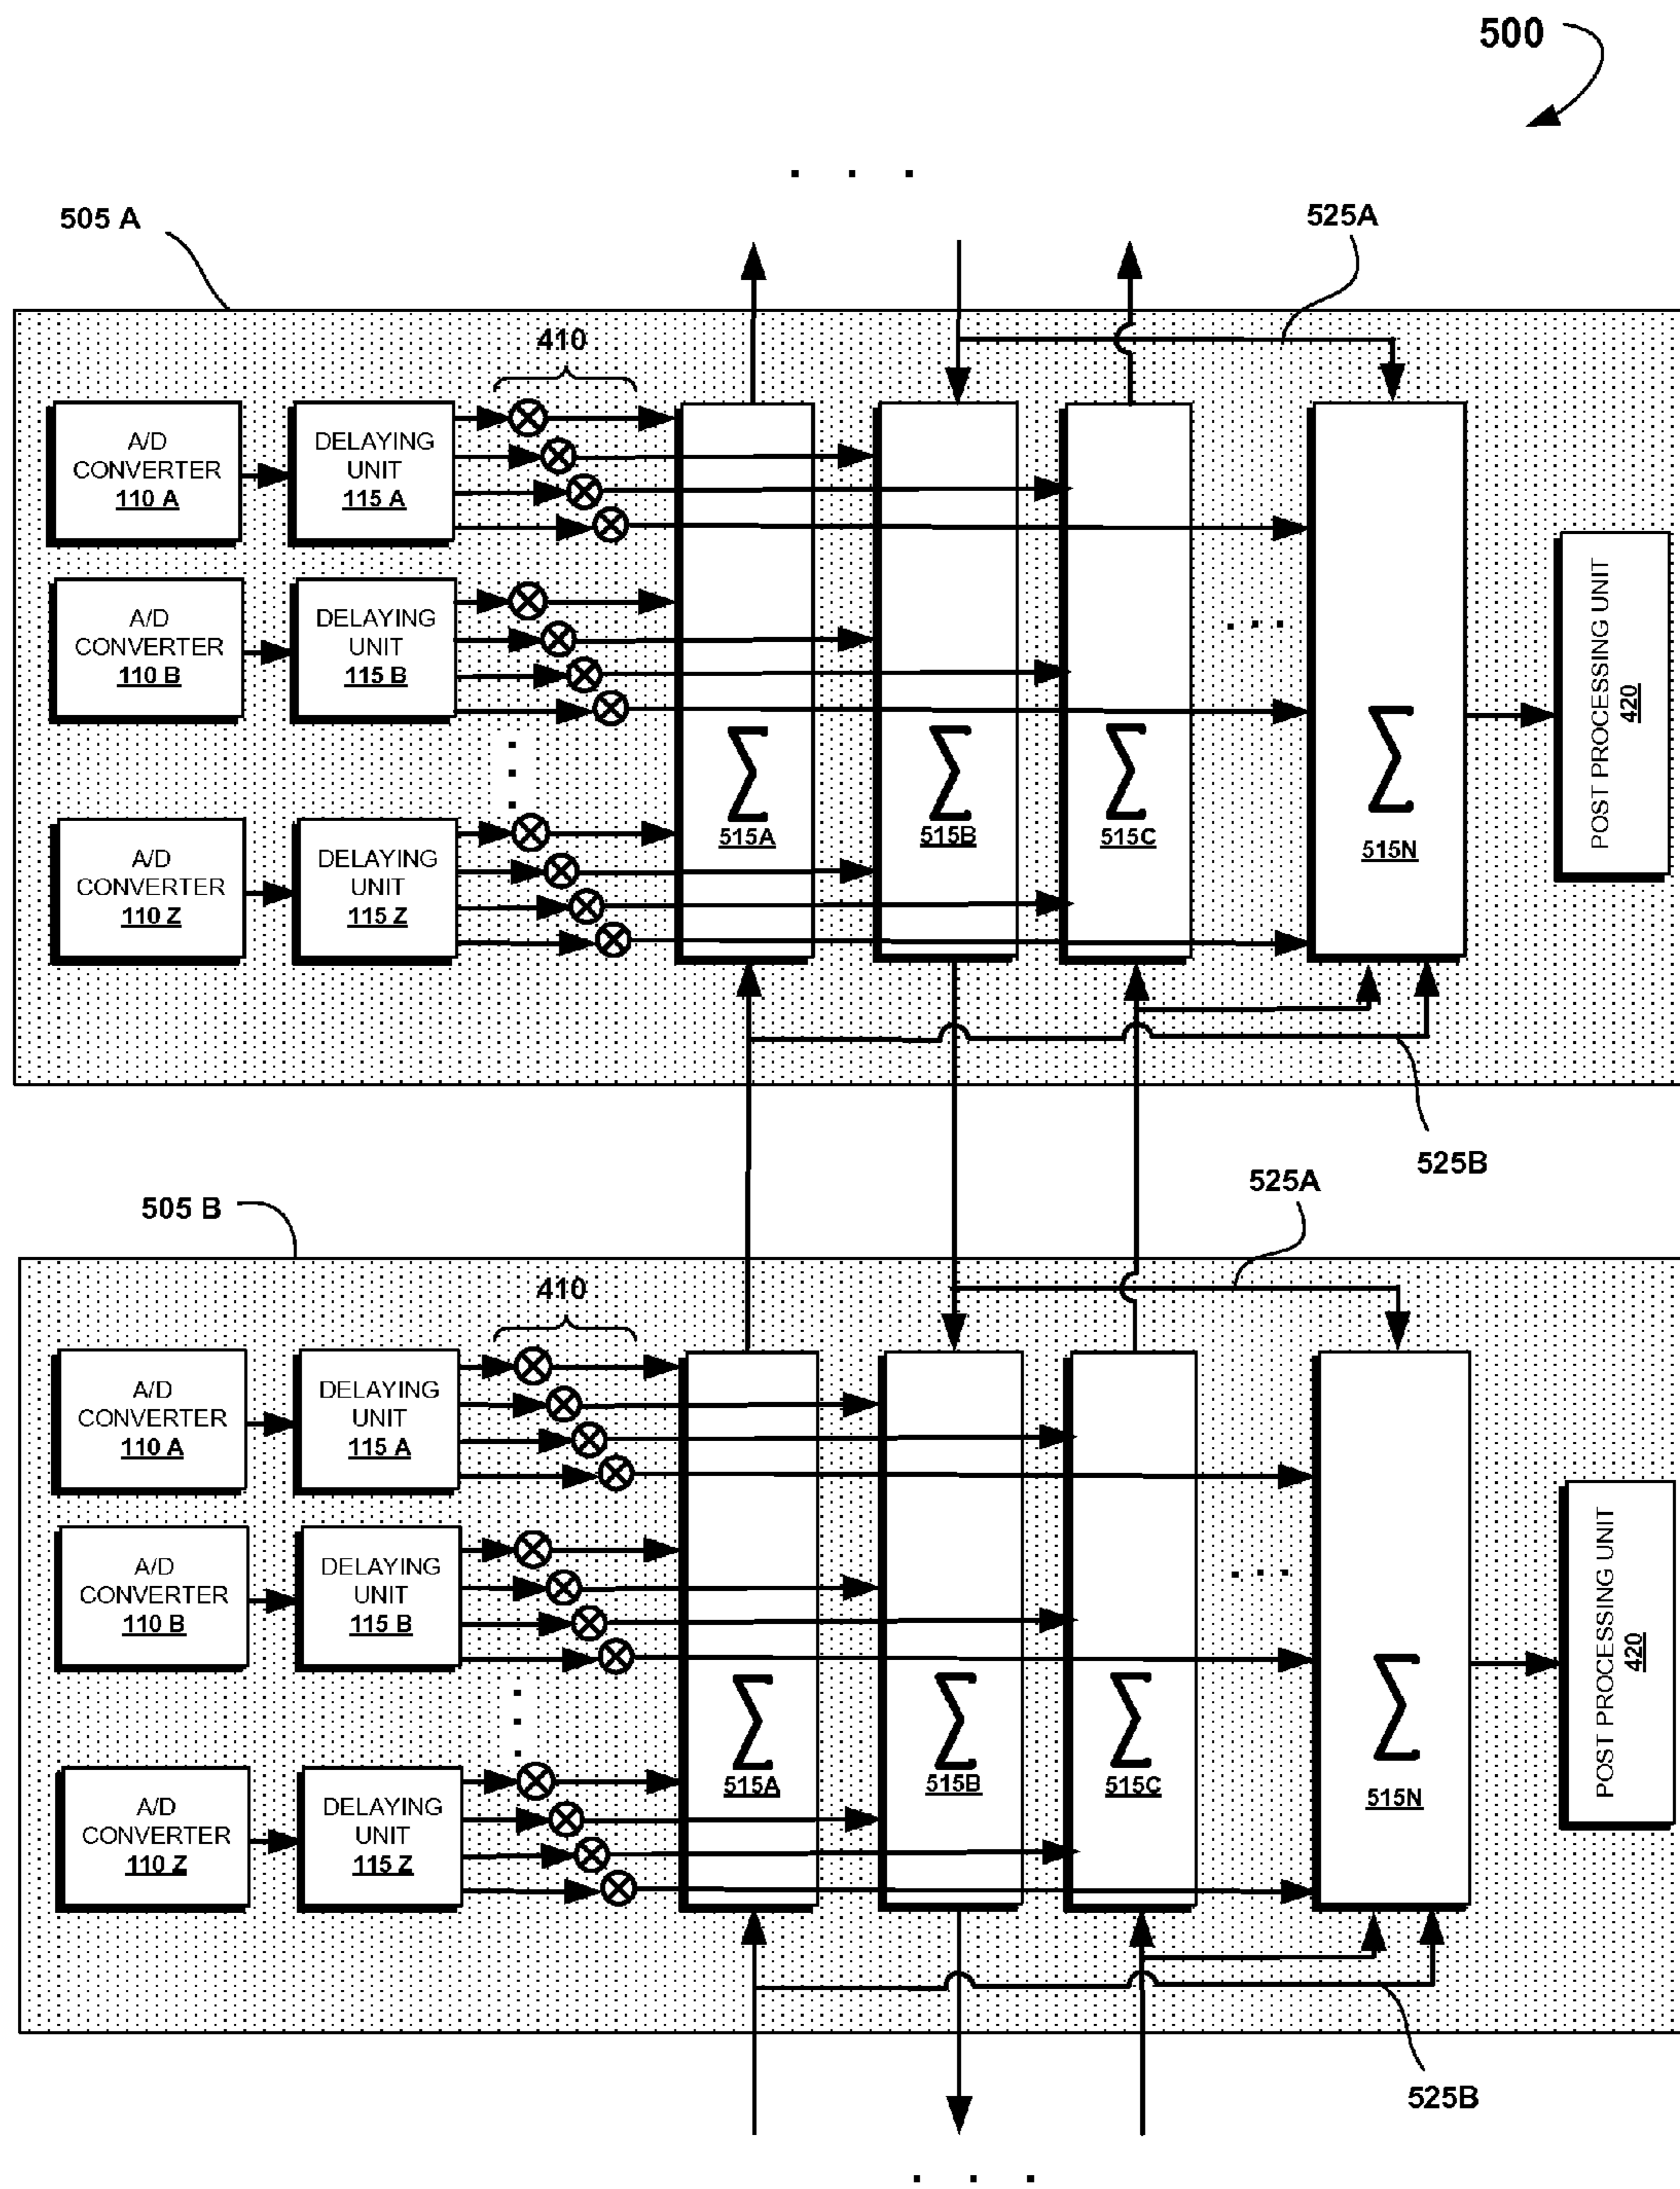 500
. . .
505 A
525A
410
A/D
CONVERTER
110 A
DELAYING
UNIT
115 A
A/D
CONVERTER
110 B
DELAYING
UNIT
115 B
. . .
A/D
CONVERTER
110 Z
DELAYING
UNIT
115 Z
∑
515A
∑
515B
∑
515C
. . .
∑
515N
POST PROCESSING UNIT
420
525B
505 B
525A
410
A/D
CONVERTER
110 A
DELAYING
UNIT
115 A
A/D
CONVERTER
110 B
DELAYING
UNIT
115 B
. . .
A/D
CONVERTER
110 Z
DELAYING
UNIT
115 Z
∑
515A
∑
515B
∑
515C
. . .
∑
515N
POST PROCESSING UNIT
420
525B
. . .